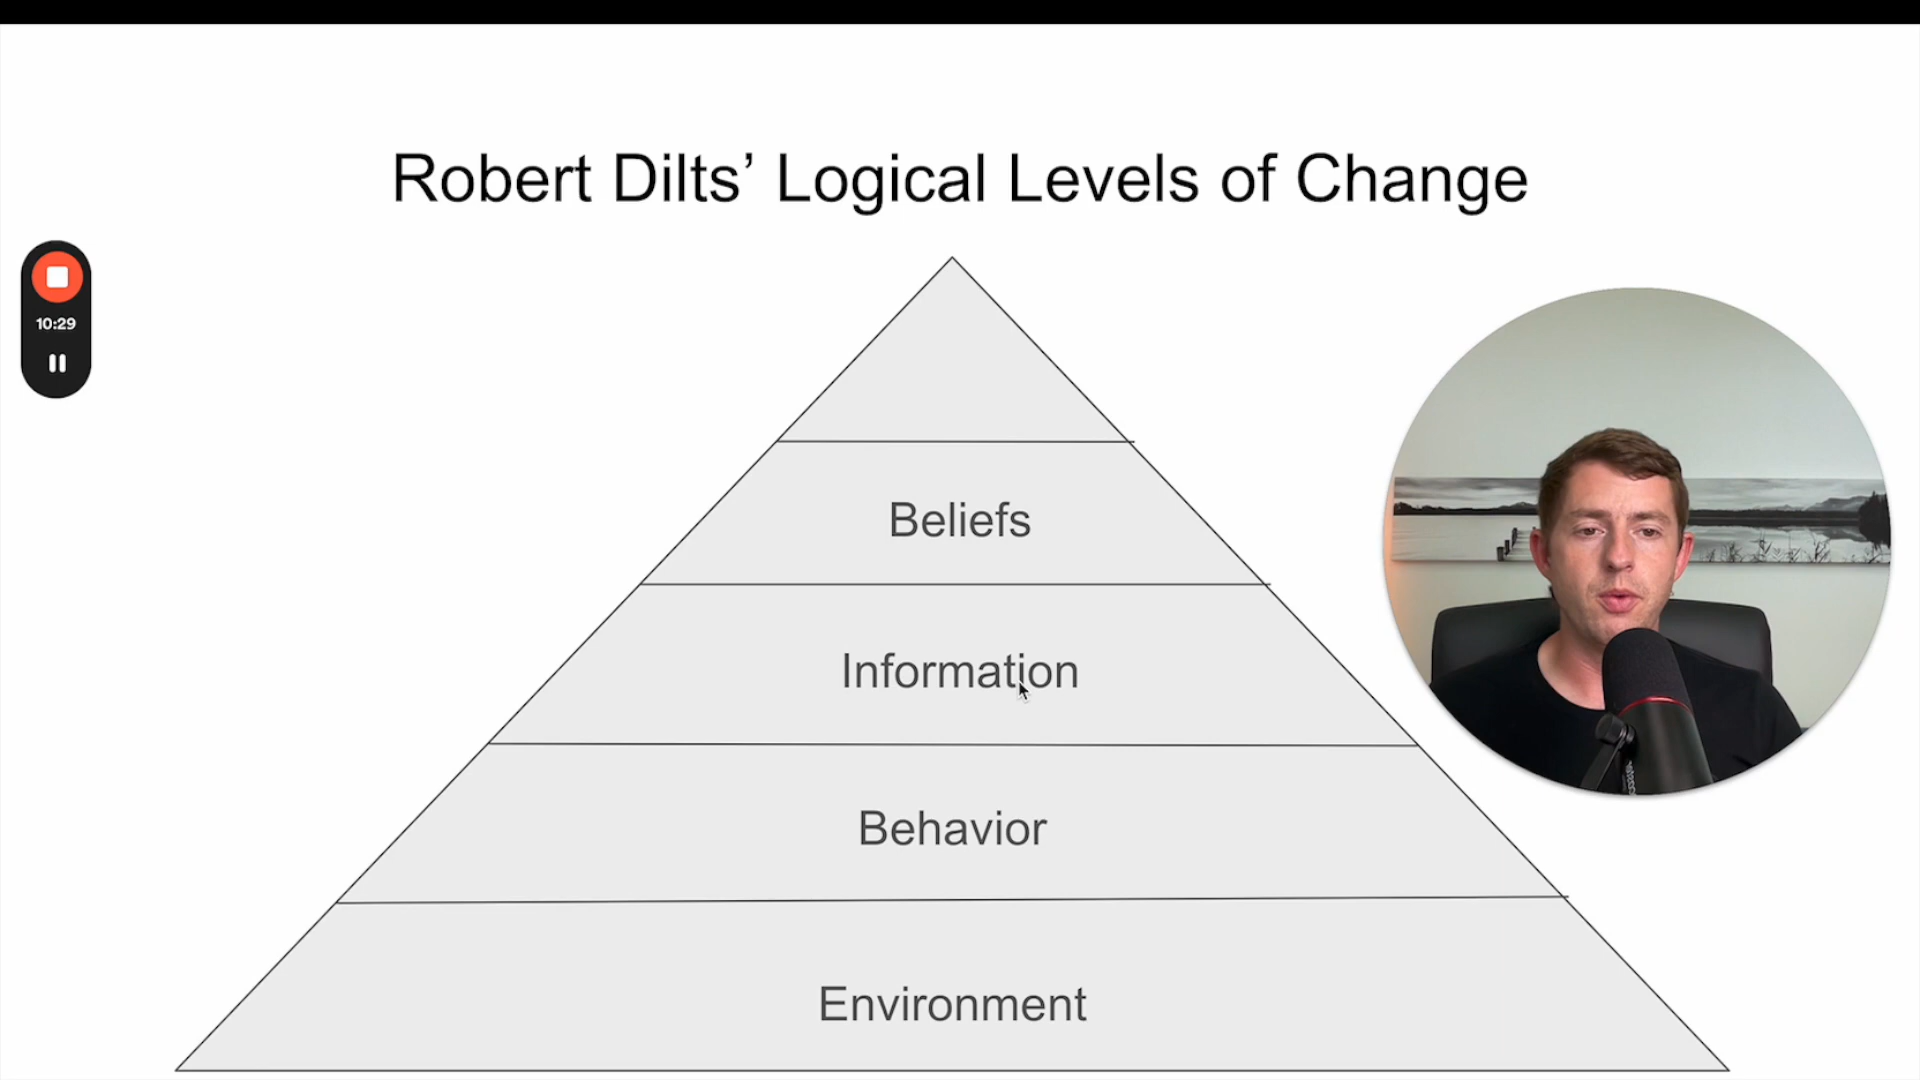 Robert Dilts’ Logical Levels of Change
10:29
Beliefs
Information
Behavior
Environment